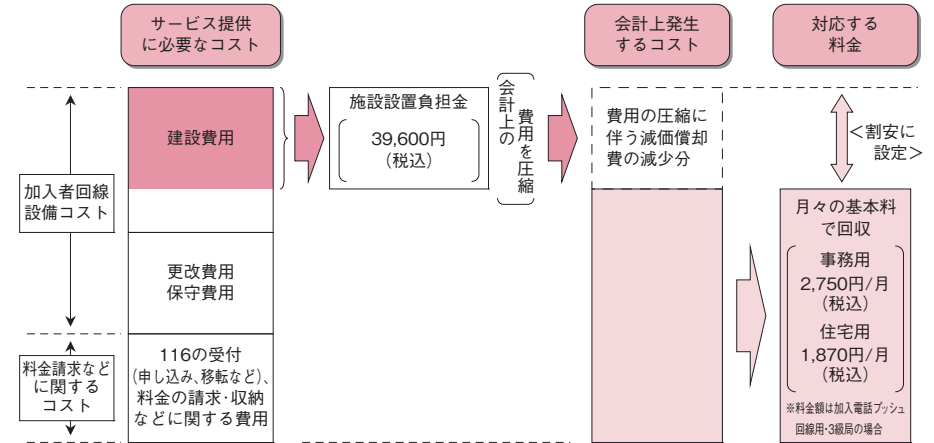 サービス提供
に必要なコスト
会計上発生
するコスト
対応する
料金
建設費用
施設設置負担金
39,600円
(税込)
会計上の
費用を圧縮
費用の圧縮に
伴う減価償却
費の減少分
<割安に
設定>
加入者回線
設備コスト
更改費用
保守費用
月々の基本料
で回収
事務用
2,750円/月
(税込)
住宅用
1,870円/月
(税込)
※料金額は加入電話プッシュ
回線用・3級局の場合
料金請求など
に関する
コスト
116の受付
(申し込み、移転など)、
料金の請求・収納
などに関する費用